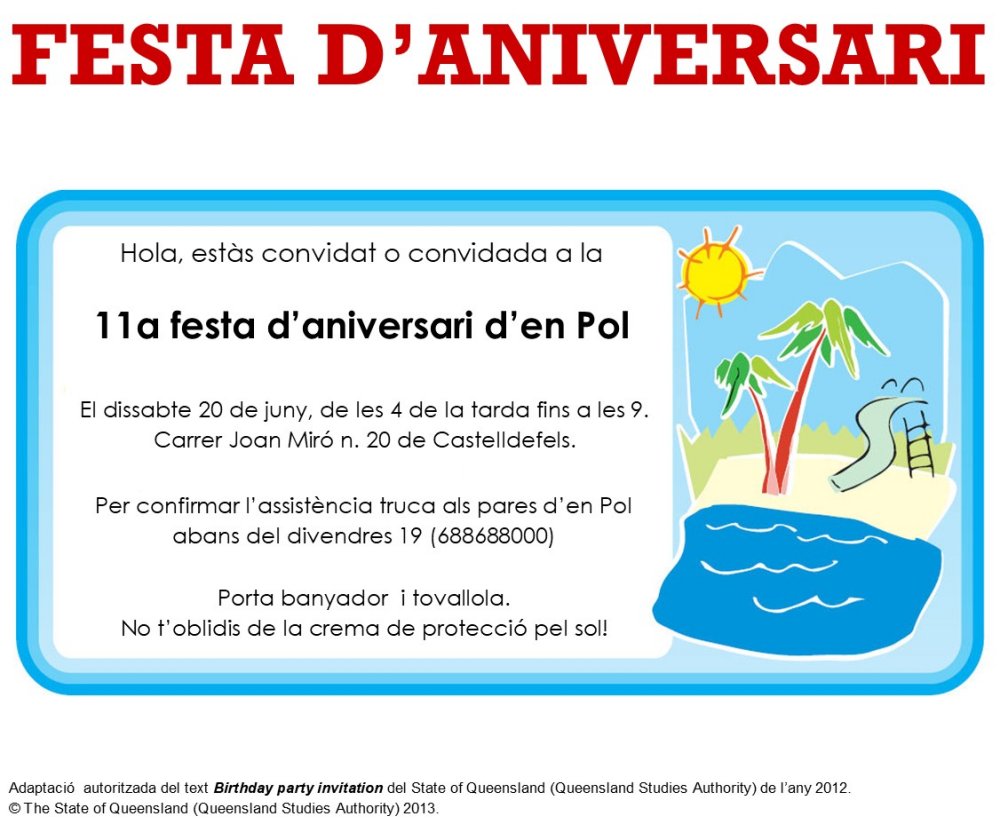 FESTA D’ANIVERSARI
Hola, estàs convidat o convidada a la
11a festa d’aniversari d’en Pol
El dissabte 20 de juny, de les 4 de la tarda fins a les 9.
Carrer Joan Miró n. 20 de Castelldefels.
Per confirmar l’assistència truca als pares d’en Pol
abans del divendres 19 (688688000)
Porta banyador i tovallola.
No t’oblidis de la crema de protecció pel sol!
Adaptació autoritzada del text Birthday party invitation del State of Queensland (Queensland Studies Authority) de l’any 2012.
© The State of Queensland (Queensland Studies Authority) 2013.